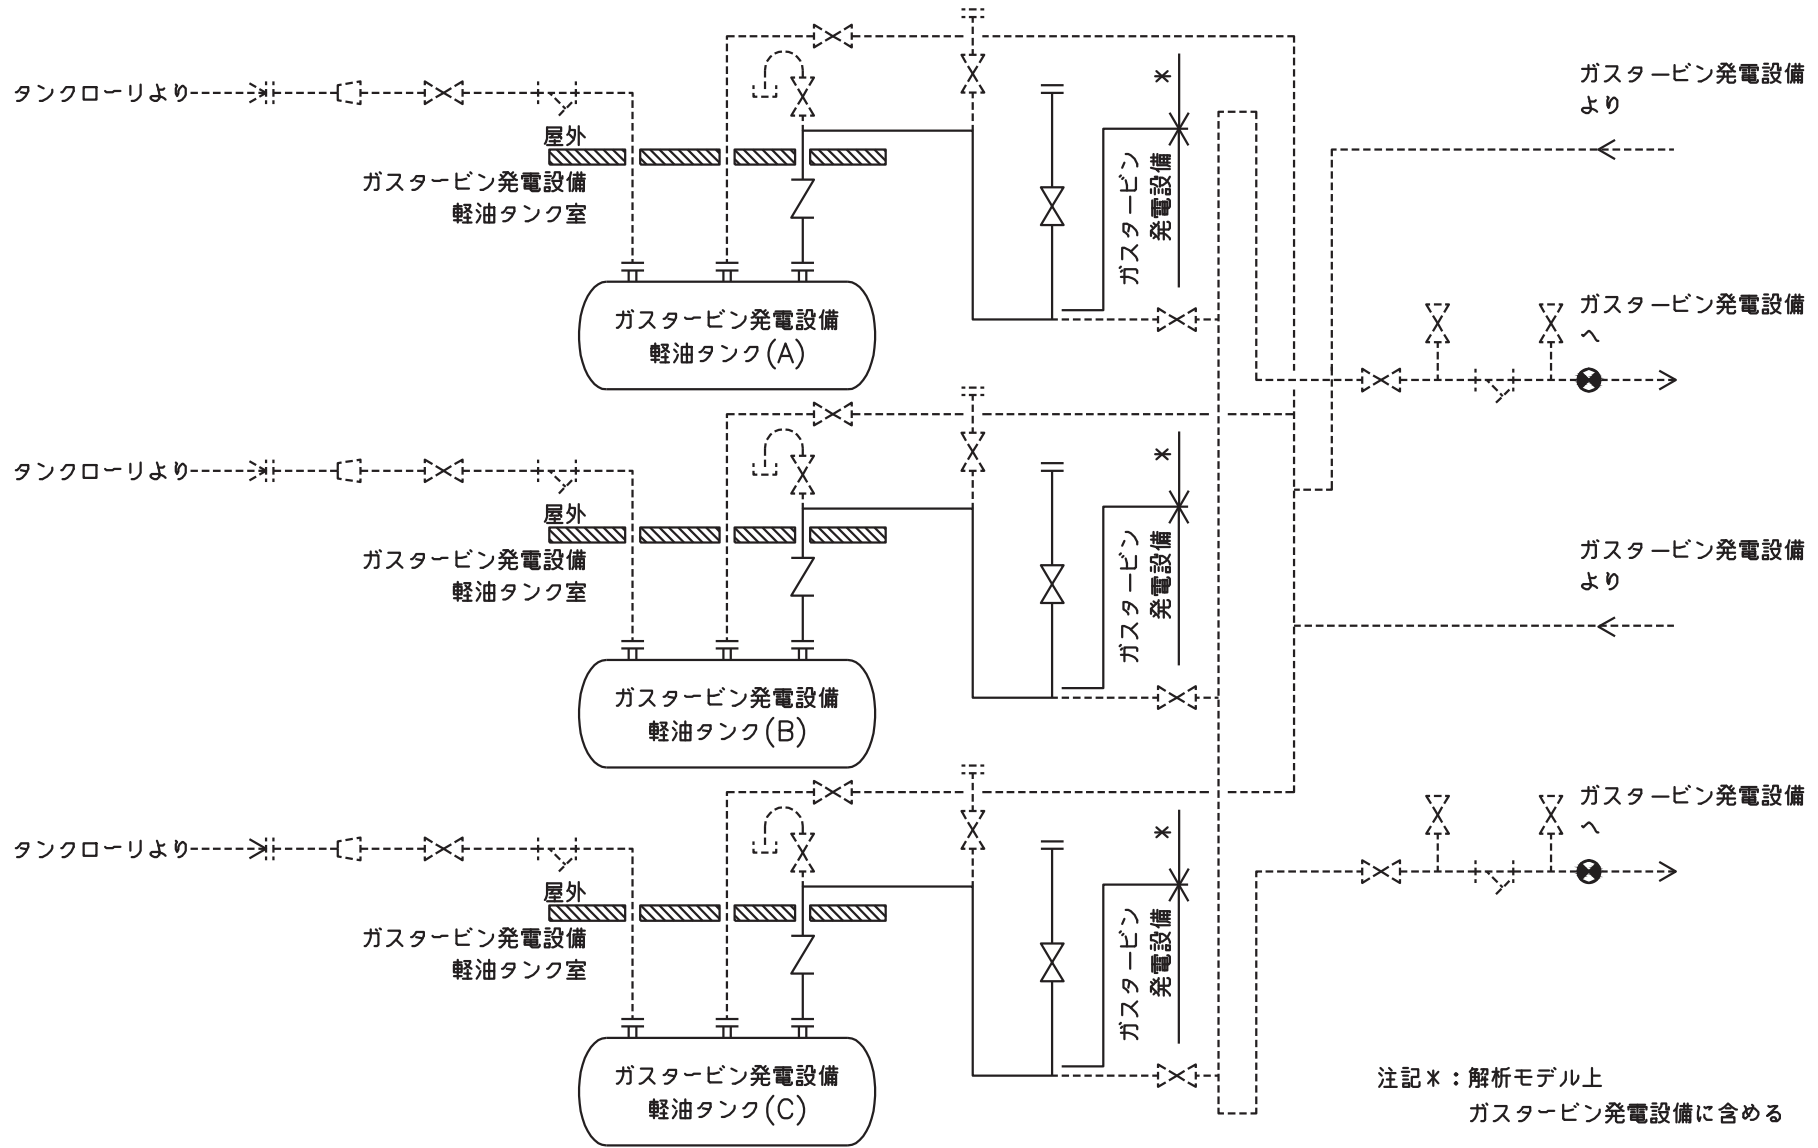 タンクローリより
屋外
ガスタービン発電設備
軽油タンク室
ガスタービン発電設備
軽油タンク(A)
*
ガスタービン
発電設備
ガスタービン発電設備
より
ガスタービン発電設備
へ
タンクローリより
屋外
ガスタービン発電設備
軽油タンク室
ガスタービン発電設備
軽油タンク(B)
*
ガスタービン
発電設備
ガスタービン発電設備
より
タンクローリより
屋外
ガスタービン発電設備
軽油タンク室
ガスタービン発電設備
軽油タンク(C)
*
ガスタービン
発電設備
ガスタービン発電設備
へ
注記*:解析モデル上
ガスタービン発電設備に含める